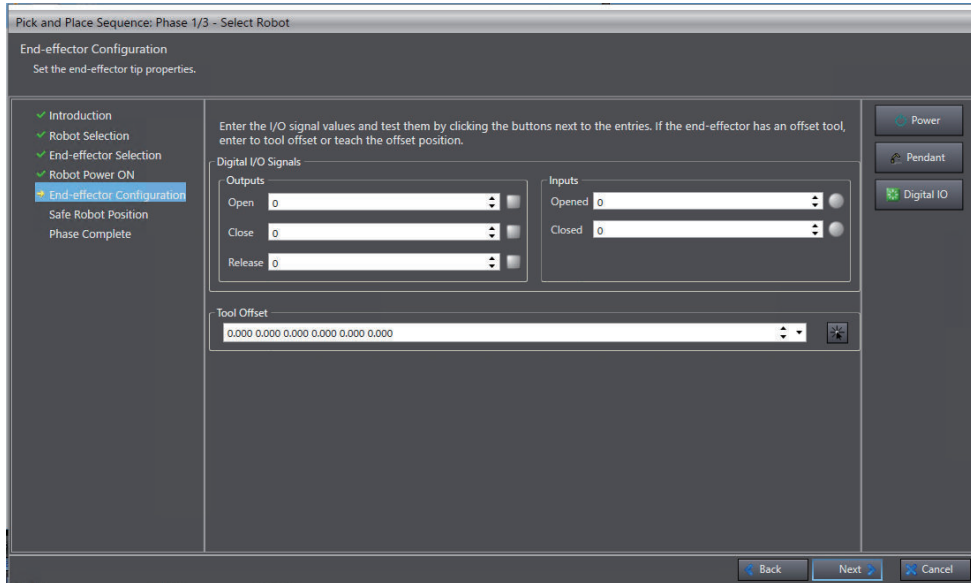 Pick and Place Sequence: Phase 1/3 - Select Robot
End-effector Configuration
Set the end-effector tip properties.
Introduction
Robot Selection
End-effector Selection
Robot Power ON
End-effector Configuration
Safe Robot Position
Phase Complete
Enter the I/O signal values and test them by clicking the buttons next to the entries. If the end-effector has an offset tool,
enter to tool offset or teach the offset position.
Digital I/O Signals
Outputs
Open 0
Close 0
Release 0
Inputs
Opened 0
Closed 0
Tool Offset
0.000 0.000 0.000 0.000 0.000 0.000
Power
Pendant
Digital IO
Back
Next
Cancel